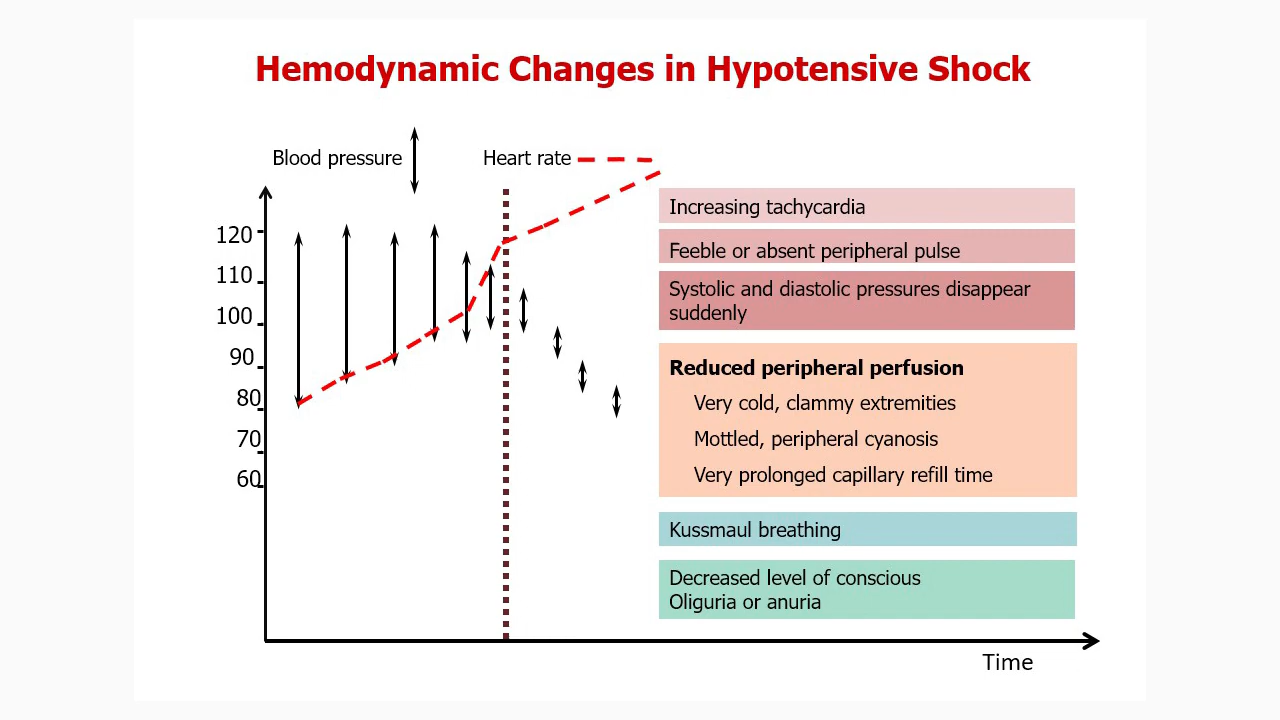 Hemodynamic Changes in Hypotensive Shock
Blood pressure
Heart rate
120
110
100
90
80
70
60
Increasing tachycardia
Feeble or absent peripheral pulse
Systolic and diastolic pressures disappear
suddenly
Reduced peripheral perfusion
Very cold, clammy extremities
Mottled, peripheral cyanosis
Very prolonged capillary refill time
Kussmaul breathing
Decreased level of conscious
Oliguria or anuria
Time